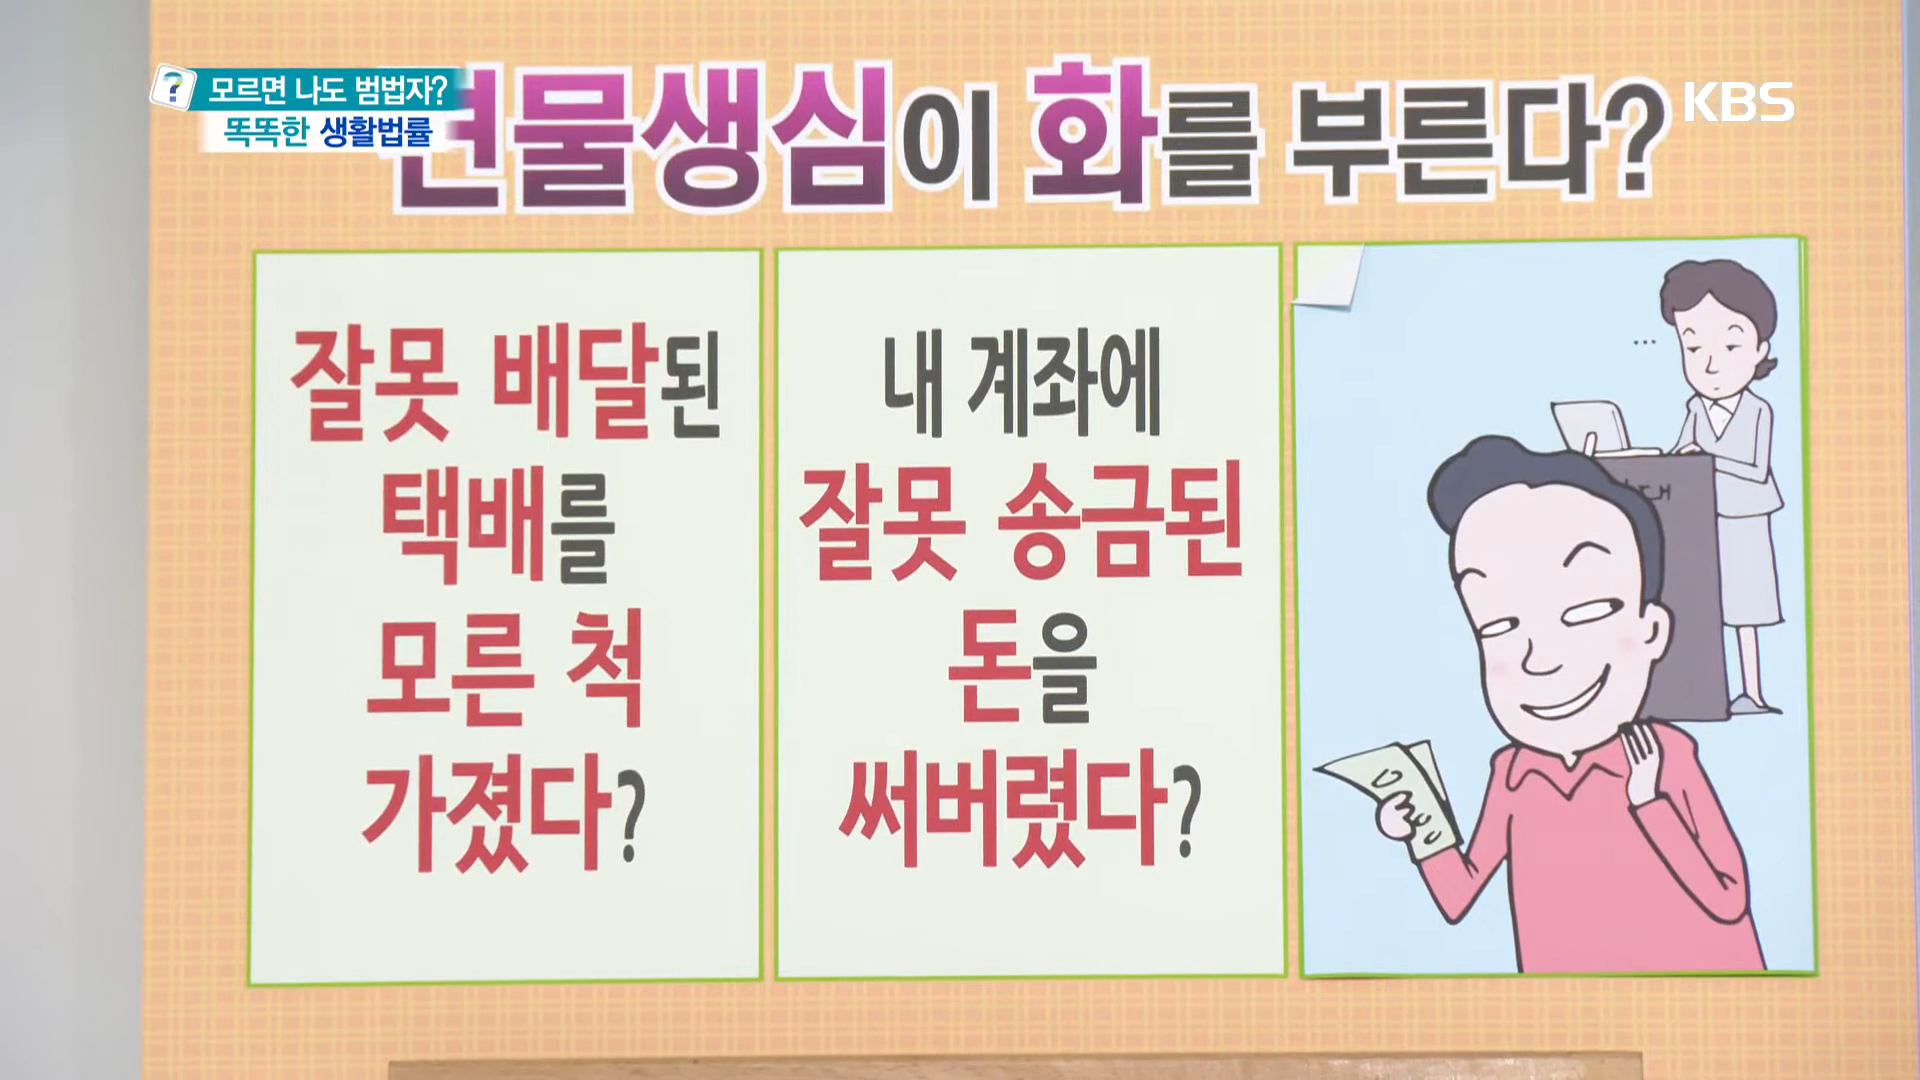 모르면 나도 범법자?
똑똑한 생활법률
KBS
견물생심이 화를 부른다?
잘못 배달된
택배를
모른 척
가졌다?
내 계좌에
잘못 송금된
돈을
써버렸다?
...